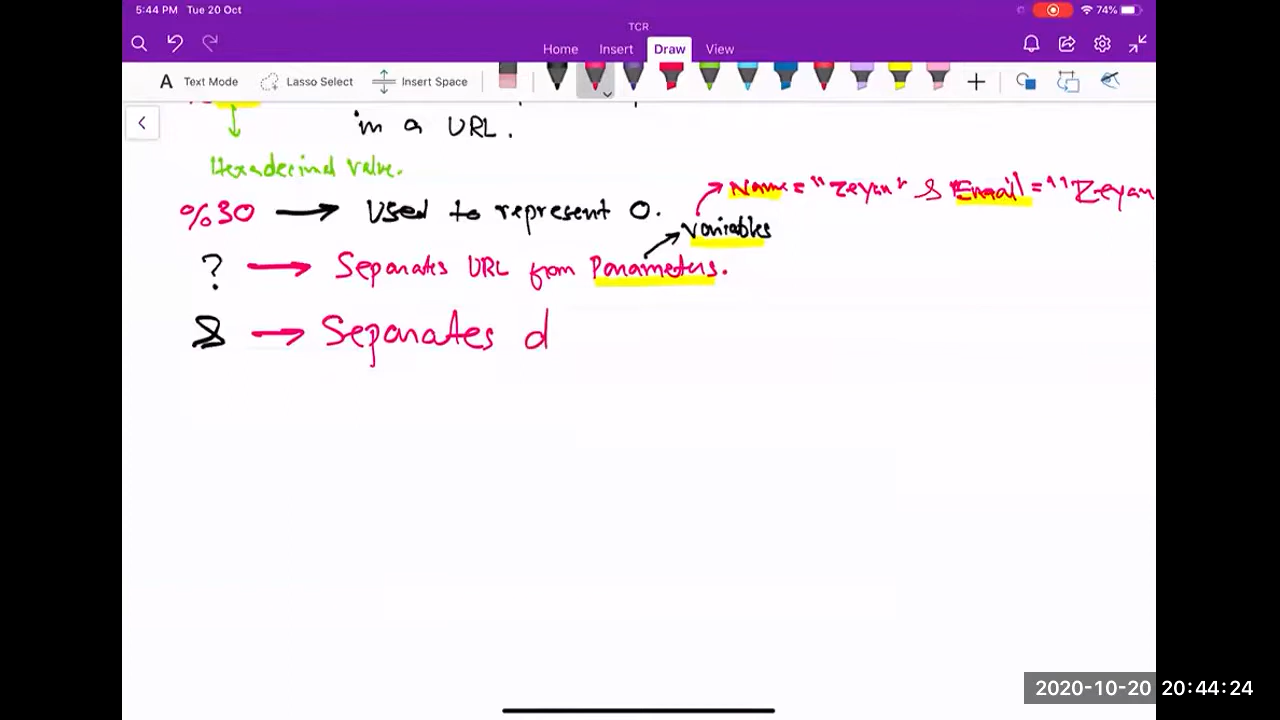 5:44 PM Tue 20 Oct
74%
TCR
Home Insert Draw View
A Text Mode Lasso Select Insert Space
in a URL.
Hexadecimal value.
Name = "Zeyan" & Email = "Zeyan
%30 → Used to represent 0.
Variables
? → Separates URL from Parameters.
& → Separates d
2020-10-20 20:44:24